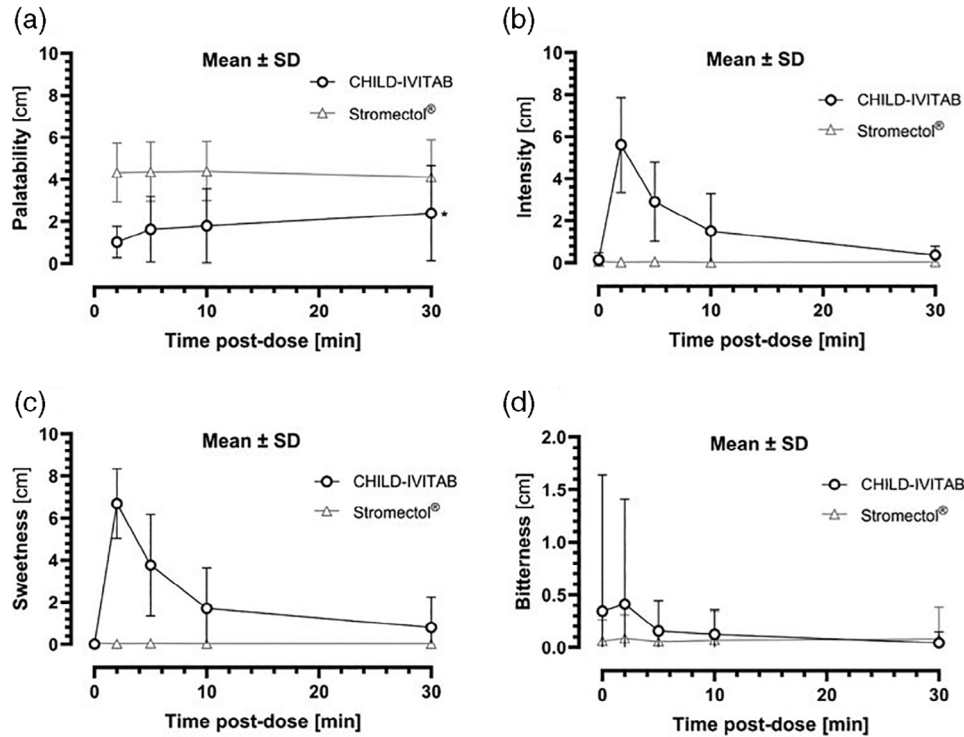 (a)
Mean ± SD
CHILD-IVITAB
Stromectol®
Palatability [cm]
10
8
6
4
2
0
*
0 10 20 30
Time post-dose [min]
(b)
Mean ± SD
CHILD-IVITAB
Stromectol®
Intensity [cm]
10
8
6
4
2
0
0 10 20 30
Time post-dose [min]
(c)
Mean ± SD
CHILD-IVITAB
Stromectol®
Sweetness [cm]
10
8
6
4
2
0
0 10 20 30
Time post-dose [min]
(d)
Mean ± SD
CHILD-IVITAB
Stromectol®
Bitterness [cm]
2.0
1.5
1.0
0.5
0.0
0 10 20 30
Time post-dose [min]